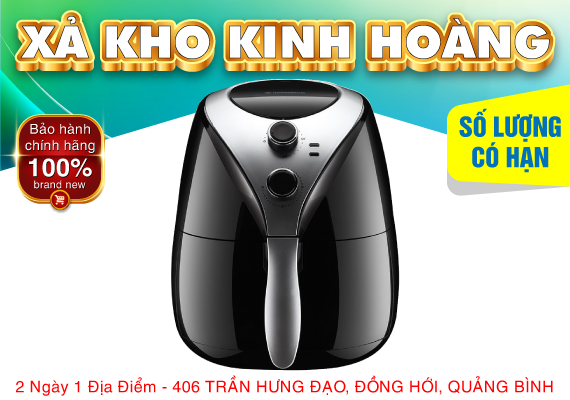 XẢ KHO KINH HOÀNG
Bảo hành
chính hãng
100%
brand new
SỐ LƯỢNG
CÓ HẠN
2 Ngày 1 Địa Điểm - 406 TRẦN HƯNG ĐẠO, ĐỒNG HỚI, QUẢNG BÌNH